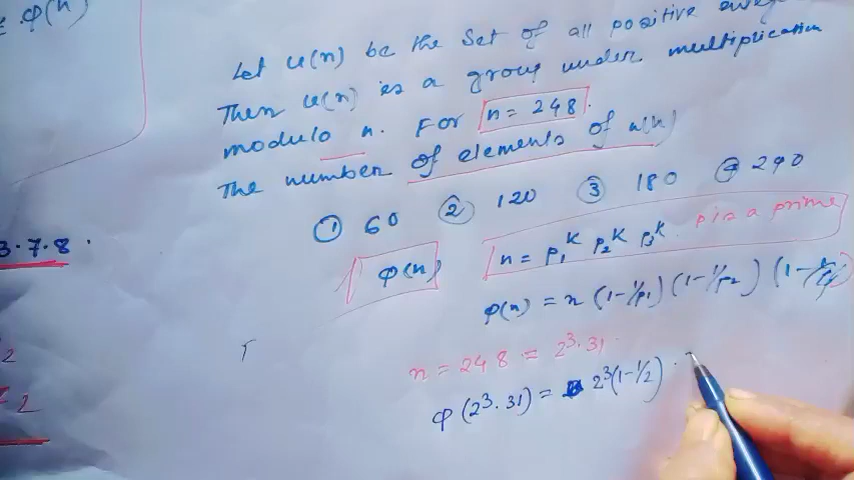 φ(n)
Let u(n) be the set of all positive
Then u(n) is a group under multiplication
modulo n. For n = 248.
The number of elements of u(n)
① 60 ② 120 ③ 180 ④ 240
3.7.8.
φ(n) n = p₁ᵏ p₂ᵏ p₃ᵏ. p is a prime
φ(n) = n (1-1/p₁) (1-1/p₂) (1-
n = 248 = 2³.31.
2
φ(2³.31) = 2³(1-1/2) .
2